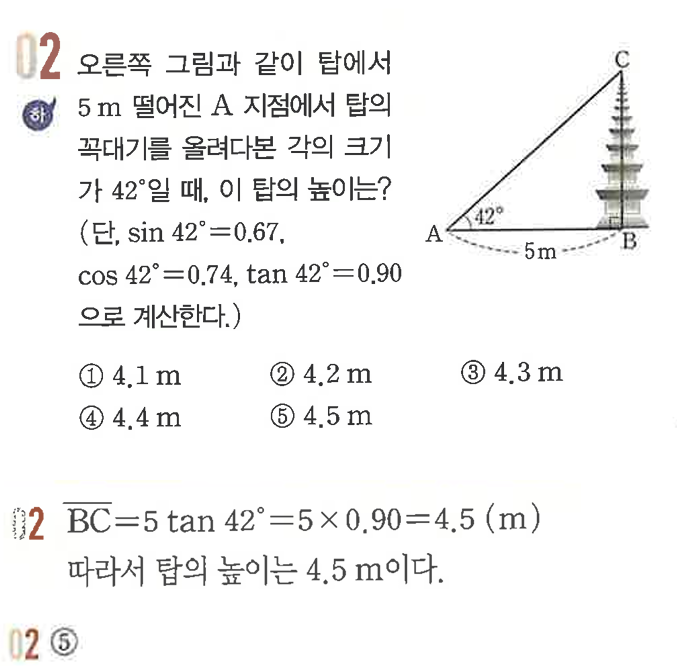 02
하
오른쪽 그림과 같이 탑에서
5 m 떨어진 A 지점에서 탑의
꼭대기를 올려다본 각의 크기
가 42°일 때, 이 탑의 높이는?
(단, sin 42°=0.67,
cos 42°=0.74, tan 42°=0.90
으로 계산한다.)
C
42°
A
B
5m
① 4.1 m ② 4.2 m ③ 4.3 m
④ 4.4 m ⑤ 4.5 m
02 B͞C͞=5 tan 42°=5×0.90=4.5 (m)
따라서 탑의 높이는 4.5 m이다.
02 ⑤